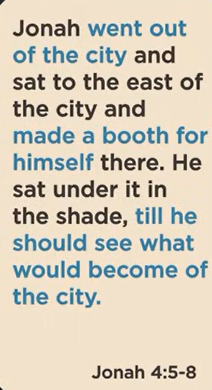 Jonah went out
of the city and
sat to the east of
the city and
made a booth for
himself there. He
sat under it in
the shade, till he
should see what
would become of
the city.
Jonah 4:5-8